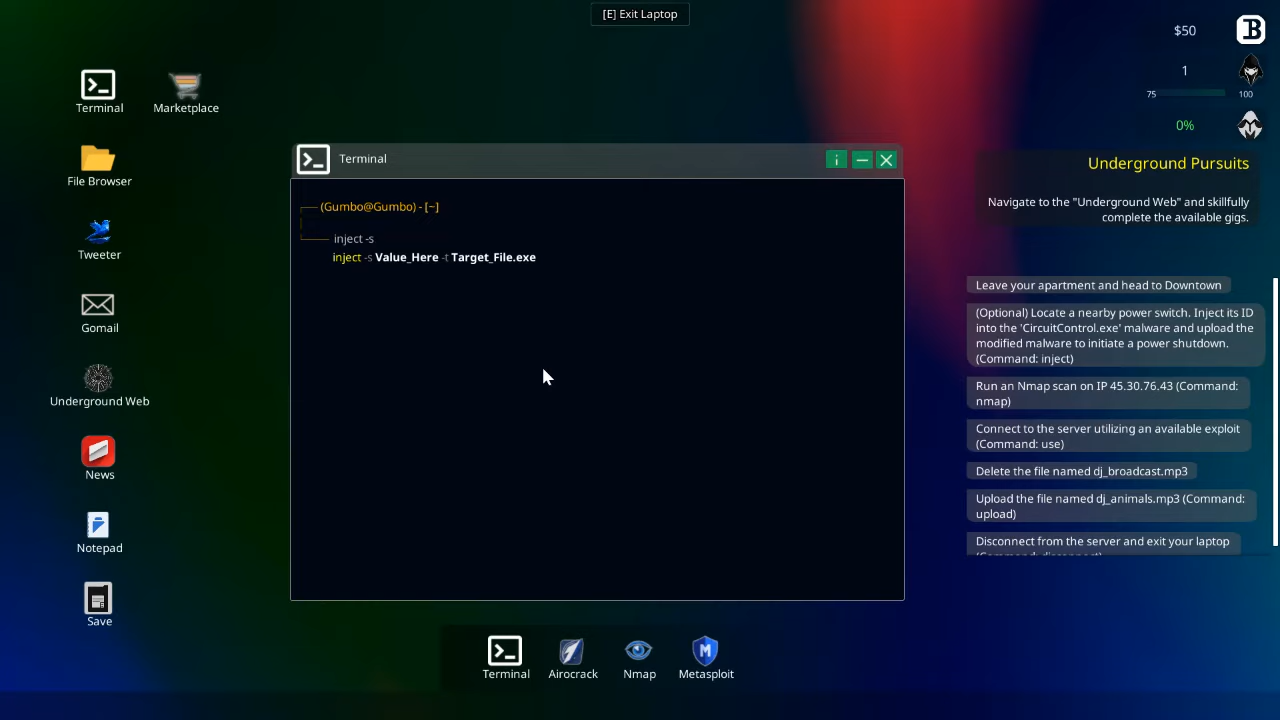 [E] Exit Laptop
$50
B
1
75
100
0%
Terminal
Marketplace
File Browser
Tweeter
Gomail
Underground Web
News
Notepad
Save
Terminal
i
(Gumbo@Gumbo) - [~]
inject -s
inject -s Value_Here -t Target_File.exe
Underground Pursuits
Navigate to the "Underground Web" and skillfully
complete the available gigs.
Leave your apartment and head to Downtown
(Optional) Locate a nearby power switch. Inject its ID
into the 'CircuitControl.exe' malware and upload the
modified malware to initiate a power shutdown.
(Command: inject)
Run an Nmap scan on IP 45.30.76.43 (Command:
nmap)
Connect to the server utilizing an available exploit
(Command: use)
Delete the file named dj_broadcast.mp3
Upload the file named dj_animals.mp3 (Command:
upload)
Disconnect from the server and exit your laptop
(Command: disconnect)
Terminal
Airocrack
Nmap
M
Metasploit